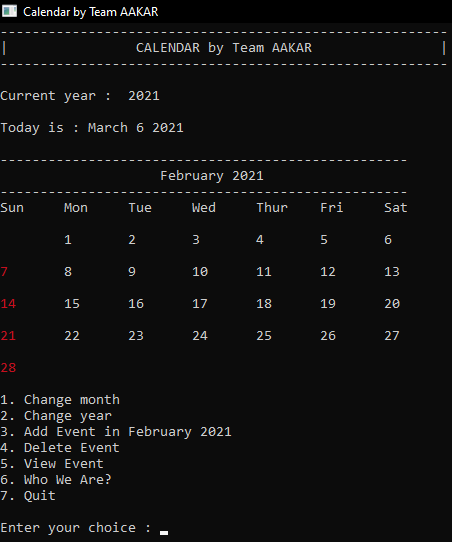 Calendar by Team AAKAR
--------------------------------------------------------
|                CALENDAR by Team AAKAR                |
--------------------------------------------------------
Current year :  2021
Today is : March 6 2021
---------------------------------------------------
                    February 2021
---------------------------------------------------
Sun     Mon     Tue     Wed     Thur    Fri     Sat
        1       2       3       4       5       6
7       8       9       10      11      12      13
14      15      16      17      18      19      20
21      22      23      24      25      26      27
28
1. Change month
2. Change year
3. Add Event in February 2021
4. Delete Event
5. View Event
6. Who We Are?
7. Quit
Enter your choice : _